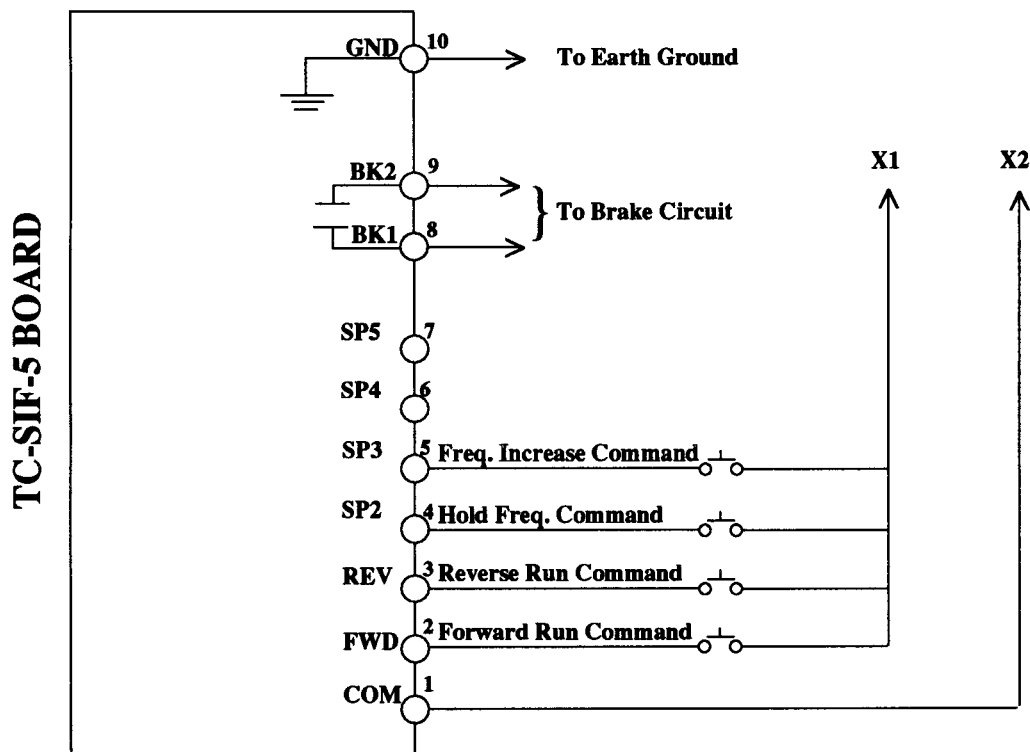 TC-SIF-5 BOARD
GND 10 To Earth Ground
X1 X2
BK2 9
} To Brake Circuit
BK1 8
SP5 7
SP4 6
SP3 5 Freq. Increase Command
SP2 4 Hold Freq. Command
REV 3 Reverse Run Command
FWD 2 Forward Run Command
COM 1